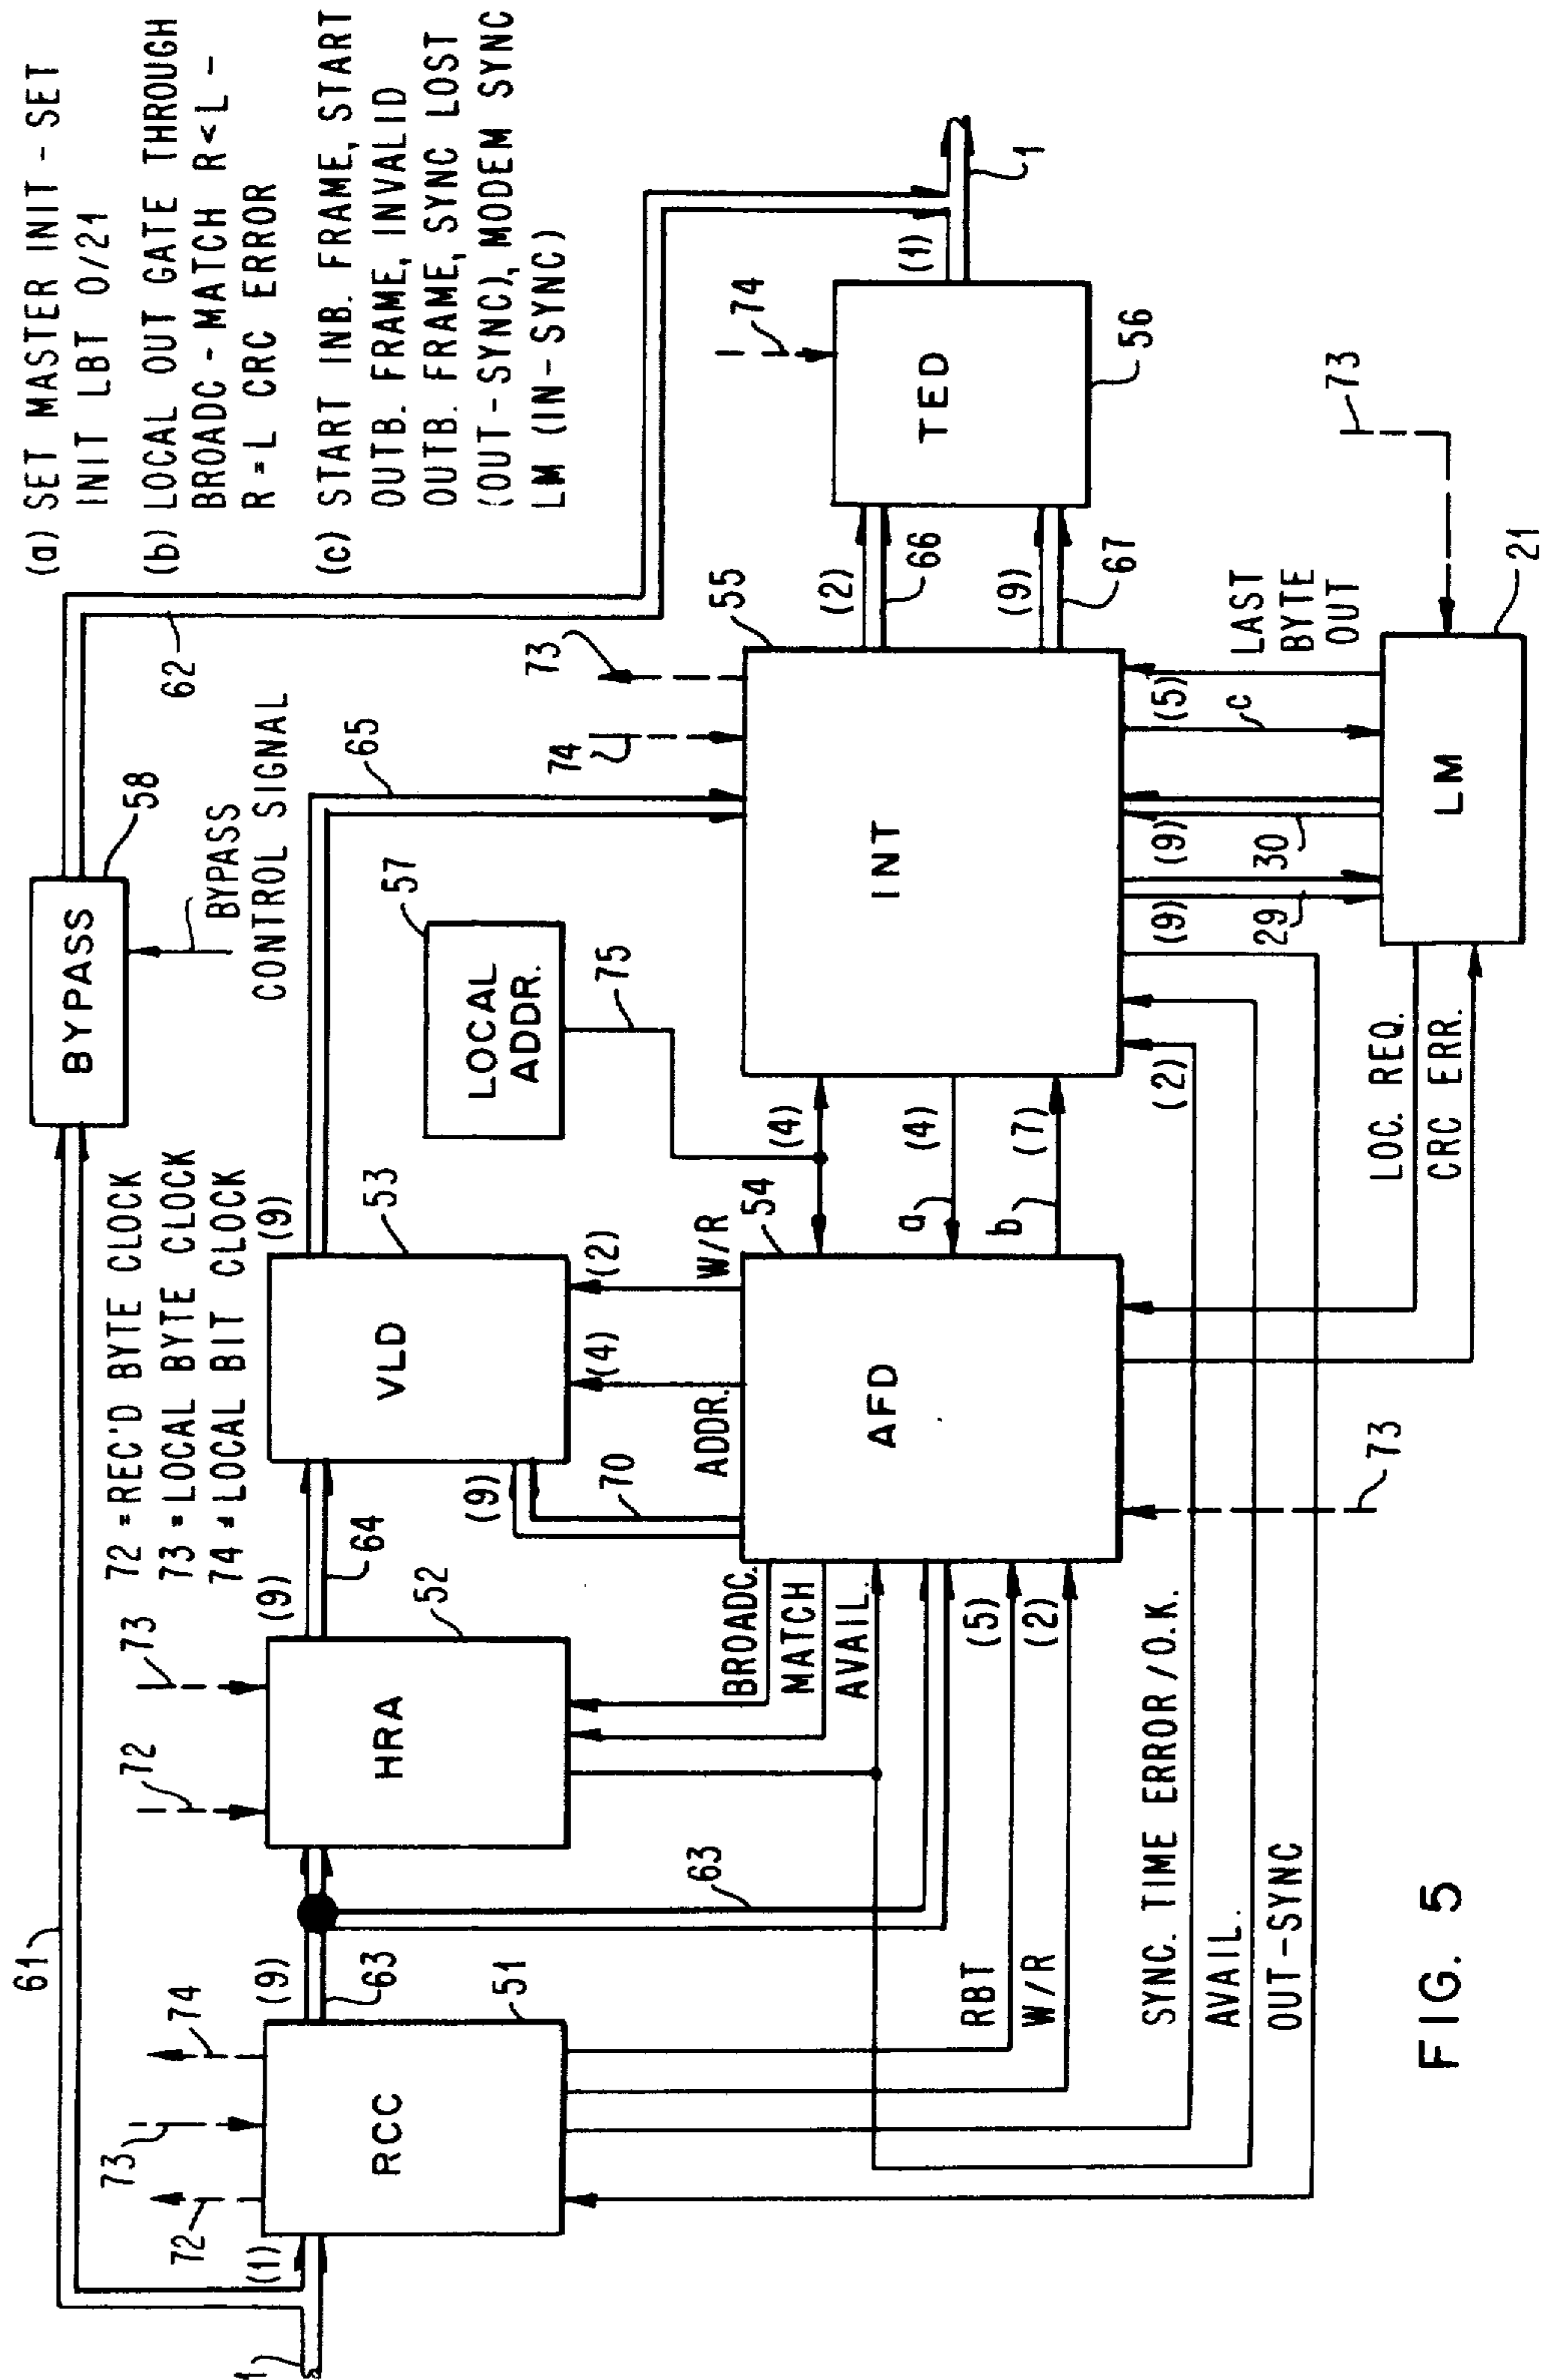 (a) SET MASTER INIT - SET
INIT LBT 0/21
(b) LOCAL OUT GATE THROUGH
BROADC - MATCH R<L -
R = L CRC ERROR
(c) START INB. FRAME, START
OUTB. FRAME, INVALID
OUTB. FRAME, SYNC LOST
(OUT-SYNC), MODEM SYNC
LM (IN-SYNC)
61
BYPASS
58
62
BYPASS
CONTROL SIGNAL
72 = REC'D BYTE CLOCK
73 = LOCAL BYTE CLOCK
74 = LOCAL BIT CLOCK
1
(1)
72
73
74
RCC
51
(9)
63
63
72
73
HRA
52
(9)
64
VLD
53
(9)
65
LOCAL
ADDR.
57
75
(9)
70
ADDR.
(4)
(2)
W/R
BROADC.
MATCH
AVAIL.
(5)
(2)
RBT
W/R
AFD
54
73
(4)
a
(4)
b
(7)
74
73
INT
55
(2)
66
(9)
67
TED
56
74
(1)
1
SYNC. TIME ERROR / O.K.
AVAIL.
OUT-SYNC
(2)
(9)
29
(9)
30
(5)
c
LAST
BYTE
OUT
LOC. REQ.
CRC ERR.
LM
21
73
FIG. 5